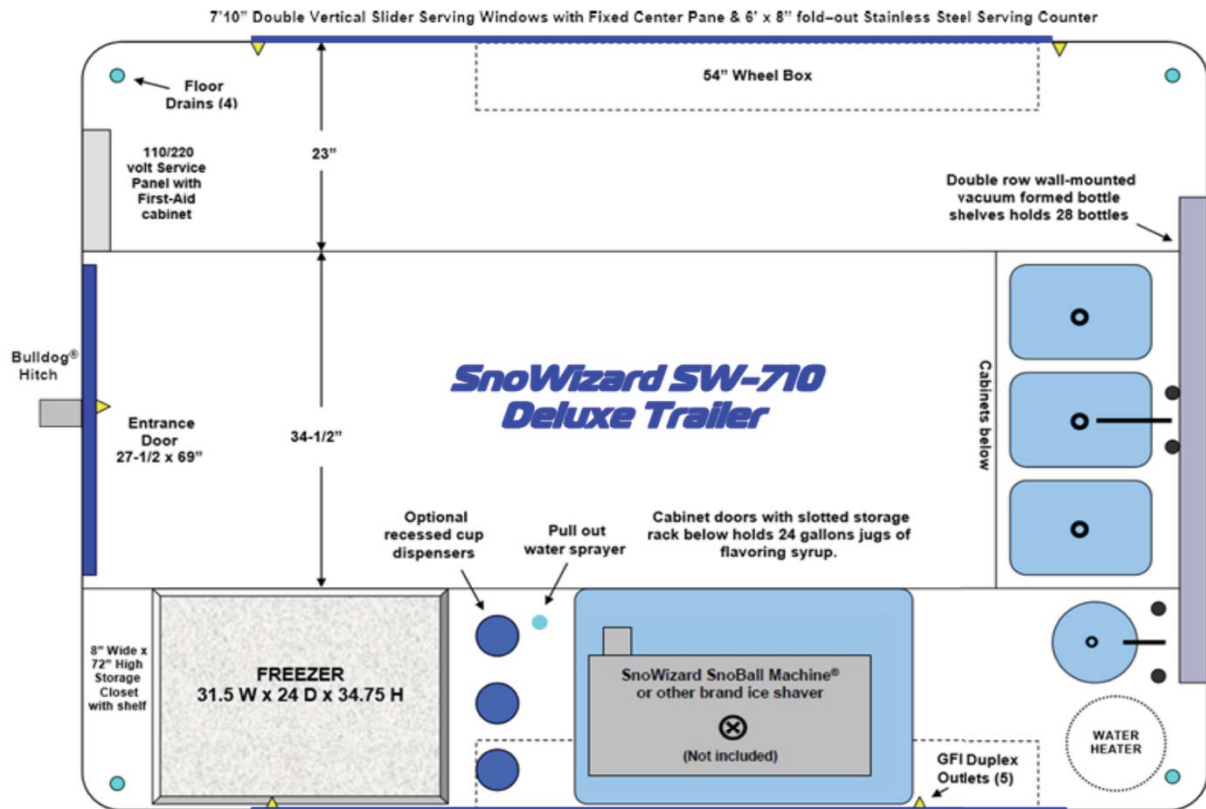 7'10" Double Vertical Slider Serving Windows with Fixed Center Pane & 6' x 8" fold–out Stainless Steel Serving Counter
54" Wheel Box
Floor
Drains (4)
110/220
volt Service
Panel with
First-Aid
cabinet
23"
Double row wall-mounted
vacuum formed bottle
shelves holds 28 bottles
Bulldog®
Hitch
Entrance
Door
27-1/2 x 69"
34-1/2"
SnoWizard SW-710
Deluxe Trailer
Cabinets below
Optional
recessed cup
dispensers
Pull out
water sprayer
Cabinet doors with slotted storage
rack below holds 24 gallons jugs of
flavoring syrup.
8" Wide x
72" High
Storage
Closet
with shelf
FREEZER
31.5 W x 24 D x 34.75 H
SnoWizard SnoBall Machine®
or other brand ice shaver
(Not included)
WATER
HEATER
GFI Duplex
Outlets (5)